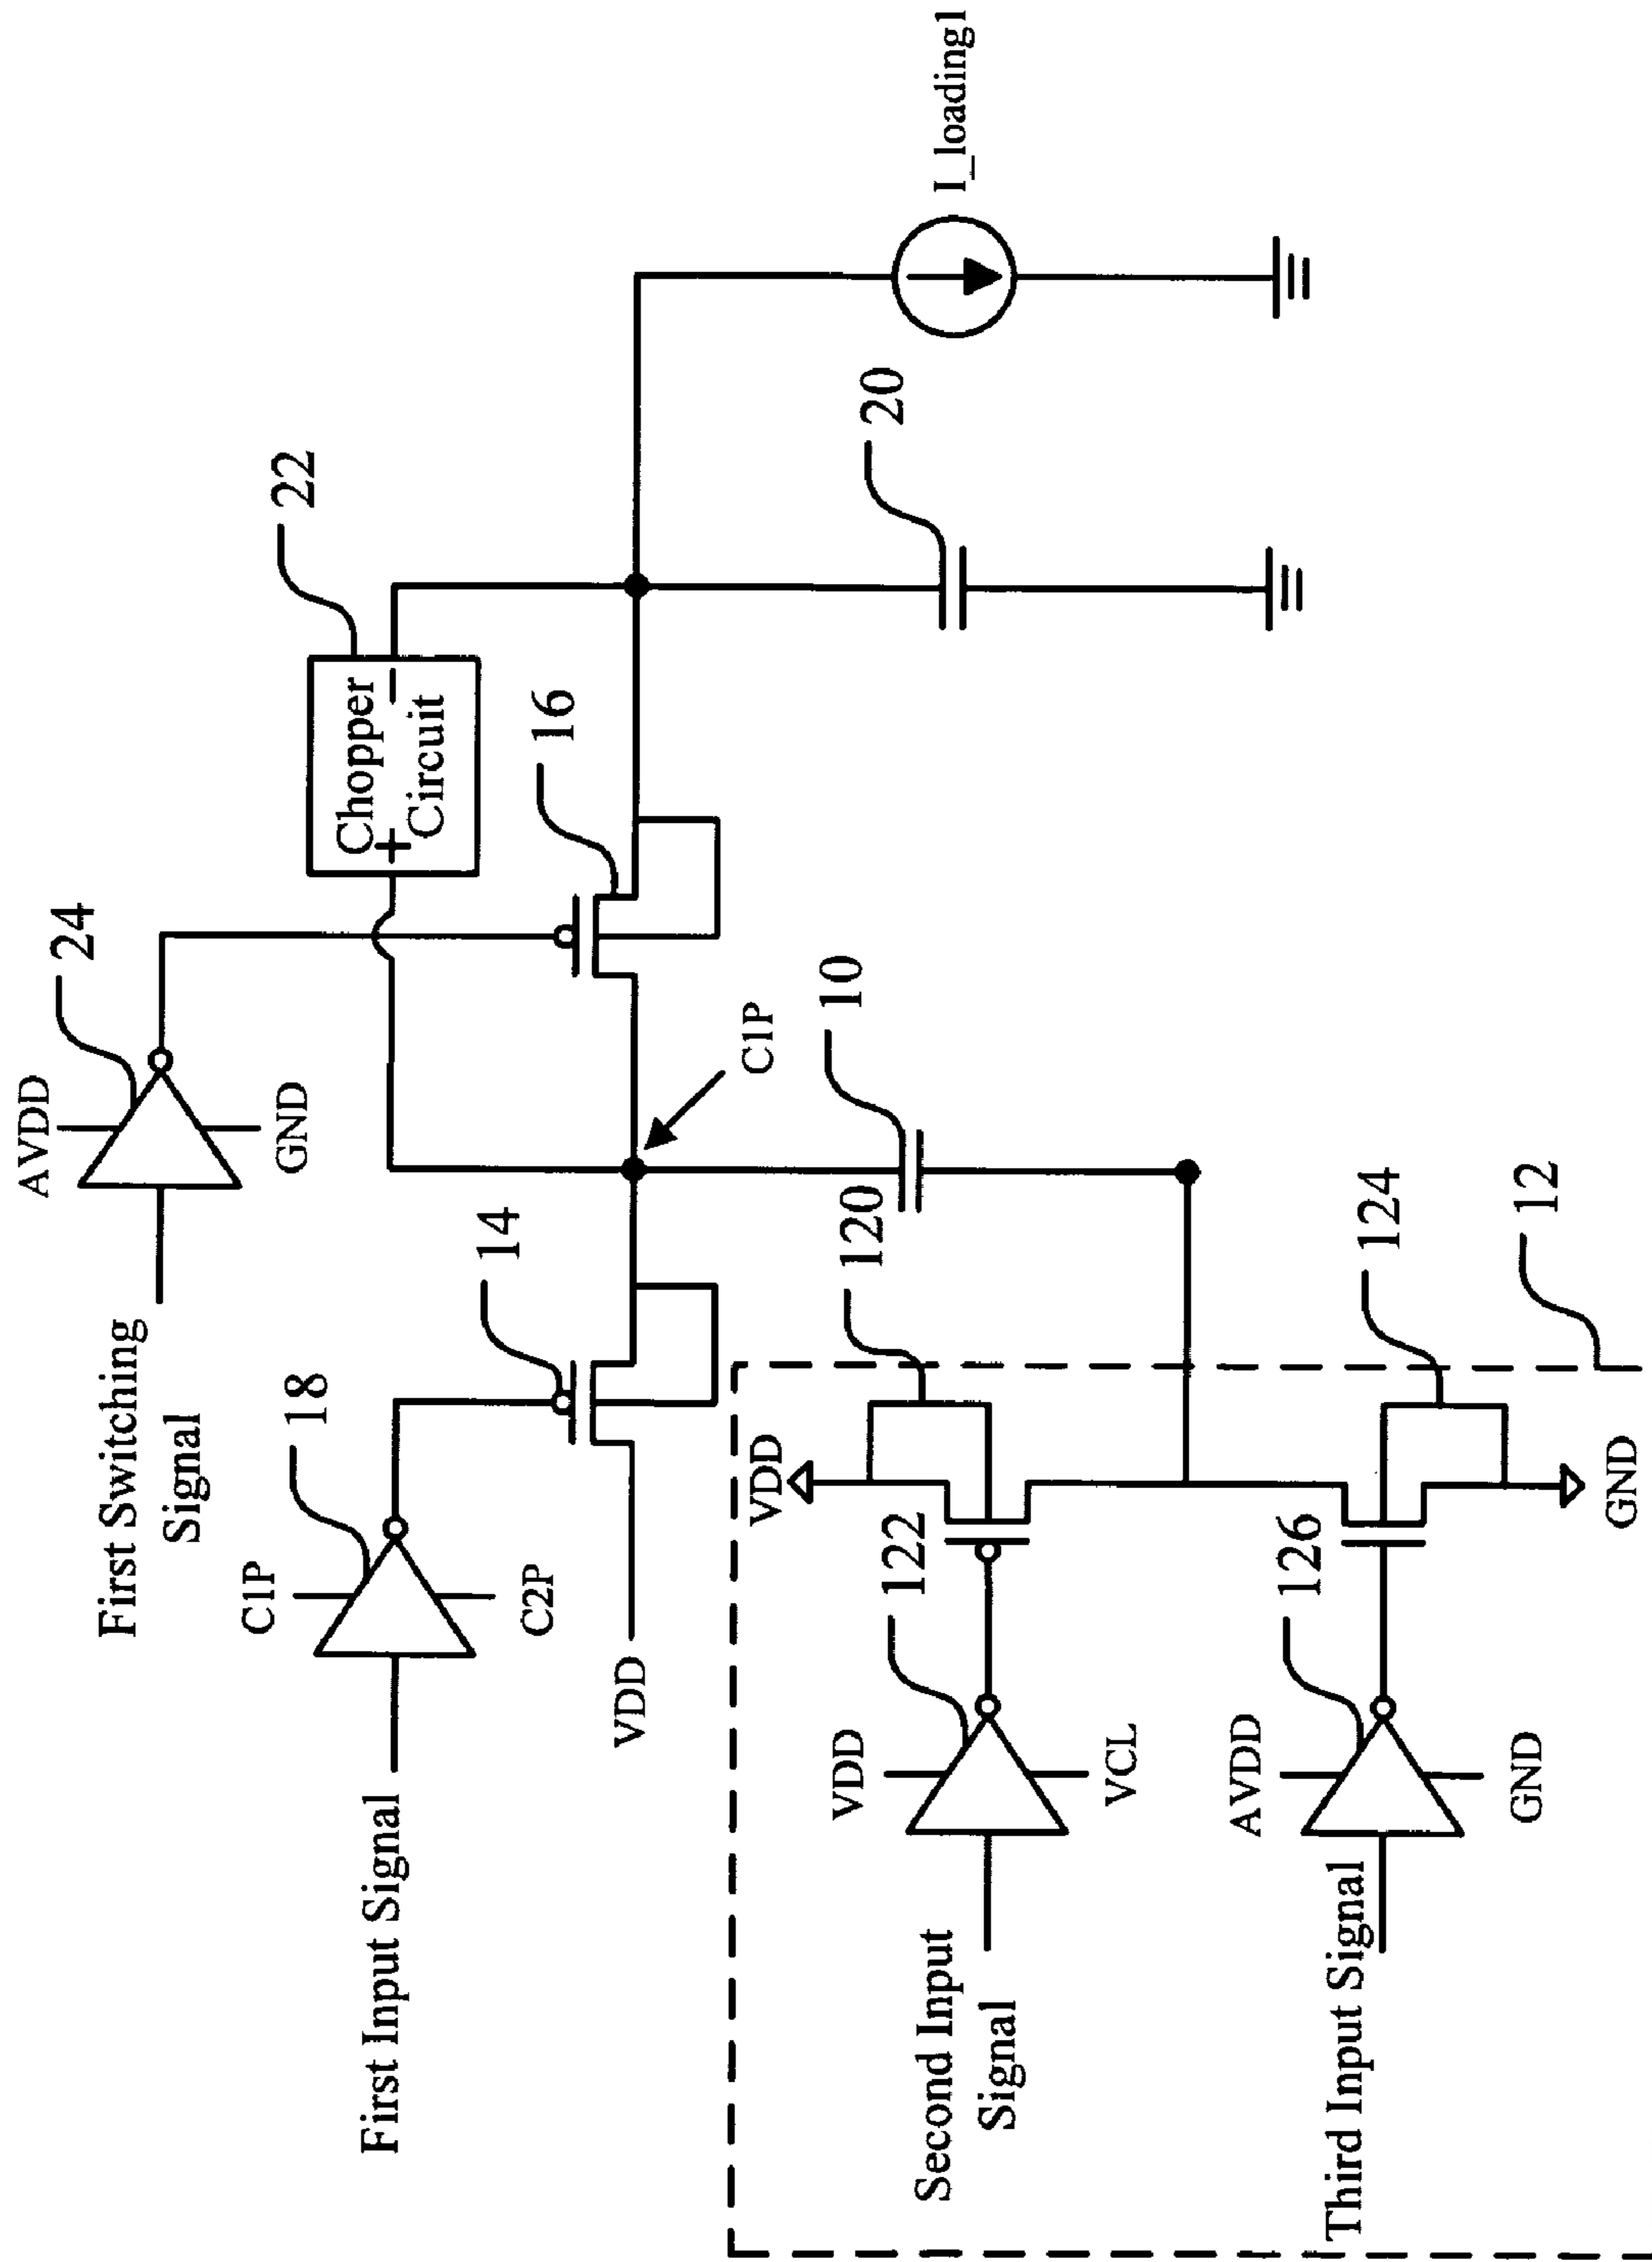 AVDD
24
First Switching
Signal
GND
22
Chopper
+ −
Circuit
18
C1P
C2P
First Input Signal
14
16
VDD
C1P
10
20
I_loading1
VDD
120
122
VDD
VCL
Second Input
Signal
124
126
AVDD
GND
Third Input Signal
12
GND